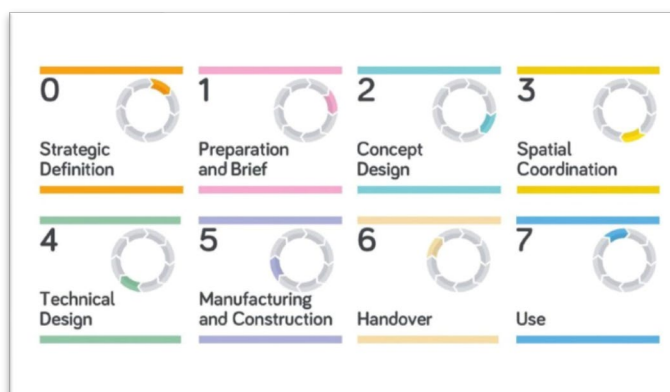 0
Strategic
Definition
1
Preparation
and Brief
2
Concept
Design
3
Spatial
Coordination
4
Technical
Design
5
Manufacturing
and Construction
6
Handover
7
Use